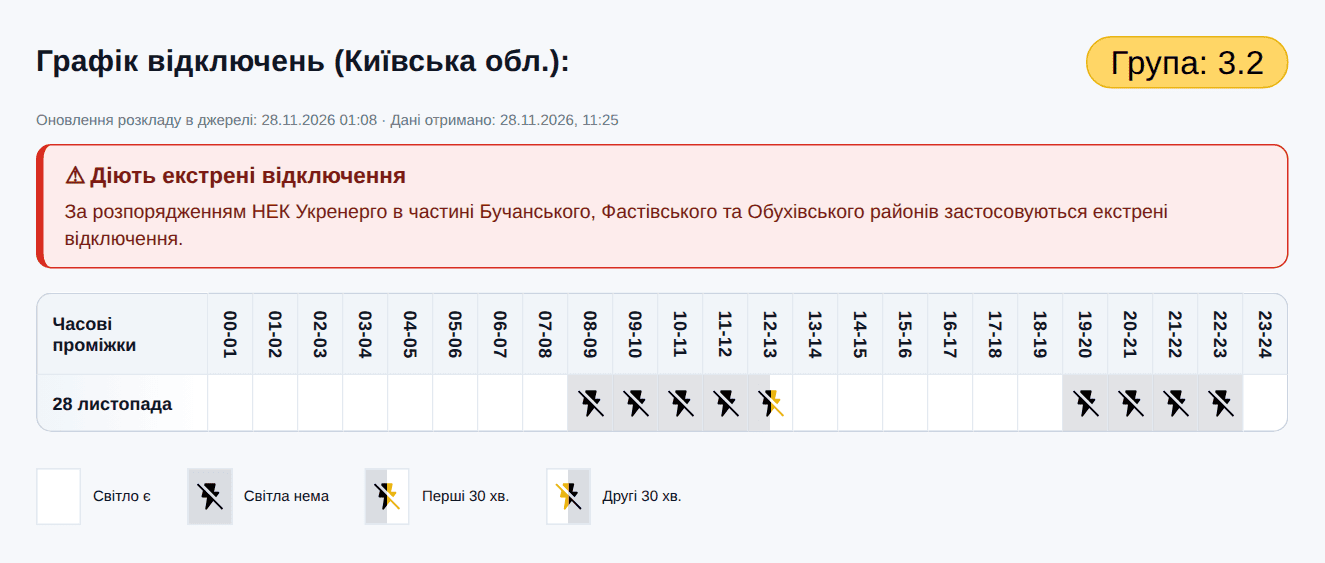 Графік відключень (Київська обл.):
Група: 3.2
Оновлення розкладу в джерелі: 28.11.2026 01:08 · Дані отримано: 28.11.2026, 11:25
⚠ Діють екстрені відключення
За розпорядженням НЕК Укренерго в частині Бучанського, Фастівського та Обухівського районів застосовуються екстрені
відключення.
Часові
проміжки
00-01
01-02
02-03
03-04
04-05
05-06
06-07
07-08
08-09
09-10
10-11
11-12
12-13
13-14
14-15
15-16
16-17
17-18
18-19
19-20
20-21
21-22
22-23
23-24
28 листопада
Світло є
Світла нема
Перші 30 хв.
Другі 30 хв.